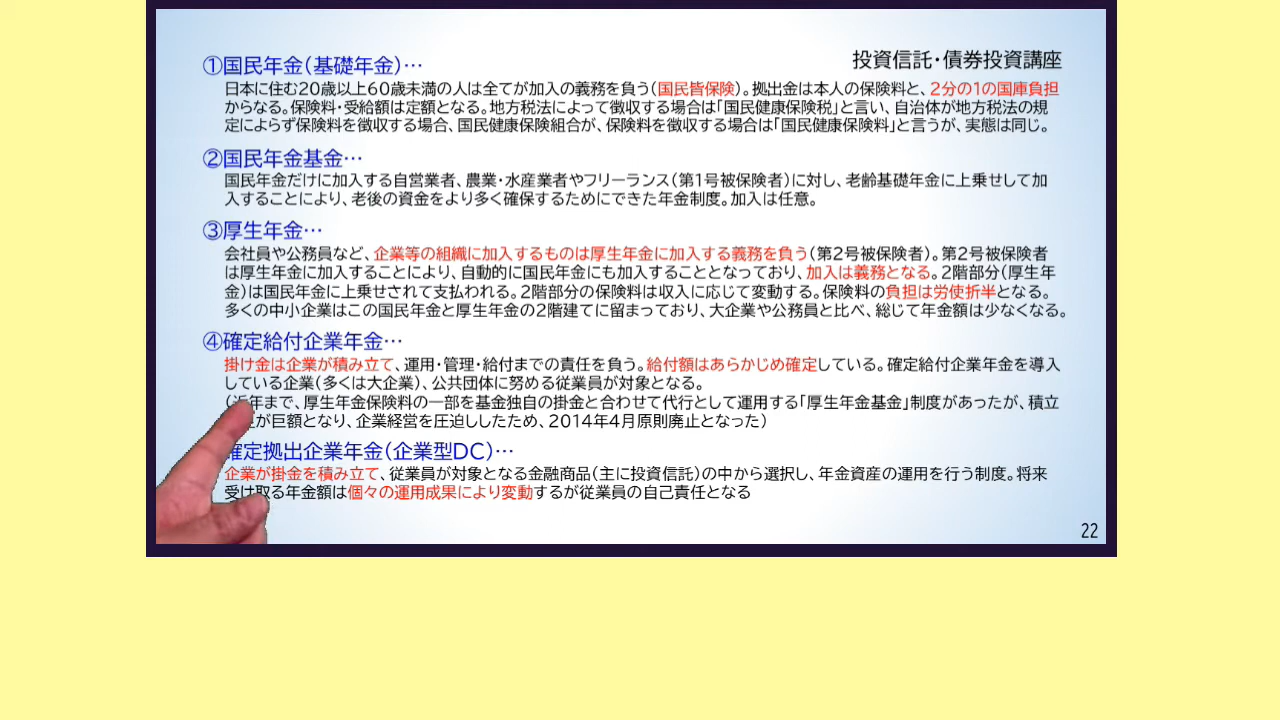 投資信託・債券投資講座
①国民年金(基礎年金)…
日本に住む20歳以上60歳未満の人は全てが加入の義務を負う(国民皆保険)。拠出金は本人の保険料と、2分の1の国庫負担
からなる。保険料・受給額は定額となる。地方税法によって徴収する場合は「国民健康保険税」と言い、自治体が地方税法の規
定によらず保険料を徴収する場合、国民健康保険組合が、保険料を徴収する場合は「国民健康保険料」と言うが、実態は同じ。
②国民年金基金…
国民年金だけに加入する自営業者、農業・水産業者やフリーランス(第1号被保険者)に対し、老齢基礎年金に上乗せして加
入することにより、老後の資金をより多く確保するためにできた年金制度。加入は任意。
③厚生年金…
会社員や公務員など、企業等の組織に加入するものは厚生年金に加入する義務を負う(第2号被保険者)。第2号被保険者
は厚生年金に加入することにより、自動的に国民年金にも加入することとなっており、加入は義務となる。2階部分(厚生年
金)は国民年金に上乗せされて支払われる。2階部分の保険料は収入に応じて変動する。保険料の負担は労使折半となる。
多くの中小企業はこの国民年金と厚生年金の2階建てに留まっており、大企業や公務員と比べ、総じて年金額は少なくなる。
④確定給付企業年金…
掛け金は企業が積み立て、運用・管理・給付までの責任を負う。給付額はあらかじめ確定している。確定給付企業年金を導入
している企業(多くは大企業)、公共団体に努める従業員が対象となる。
(近年まで、厚生年金保険料の一部を基金独自の掛金と合わせて代行として運用する「厚生年金基金」制度があったが、積立
が巨額となり、企業経営を圧迫ししたため、2014年4月原則廃止となった)
確定拠出企業年金(企業型DC)…
企業が掛金を積み立て、従業員が対象となる金融商品(主に投資信託)の中から選択し、年金資産の運用を行う制度。将来
受け取る年金額は個々の運用成果により変動するが従業員の自己責任となる
22